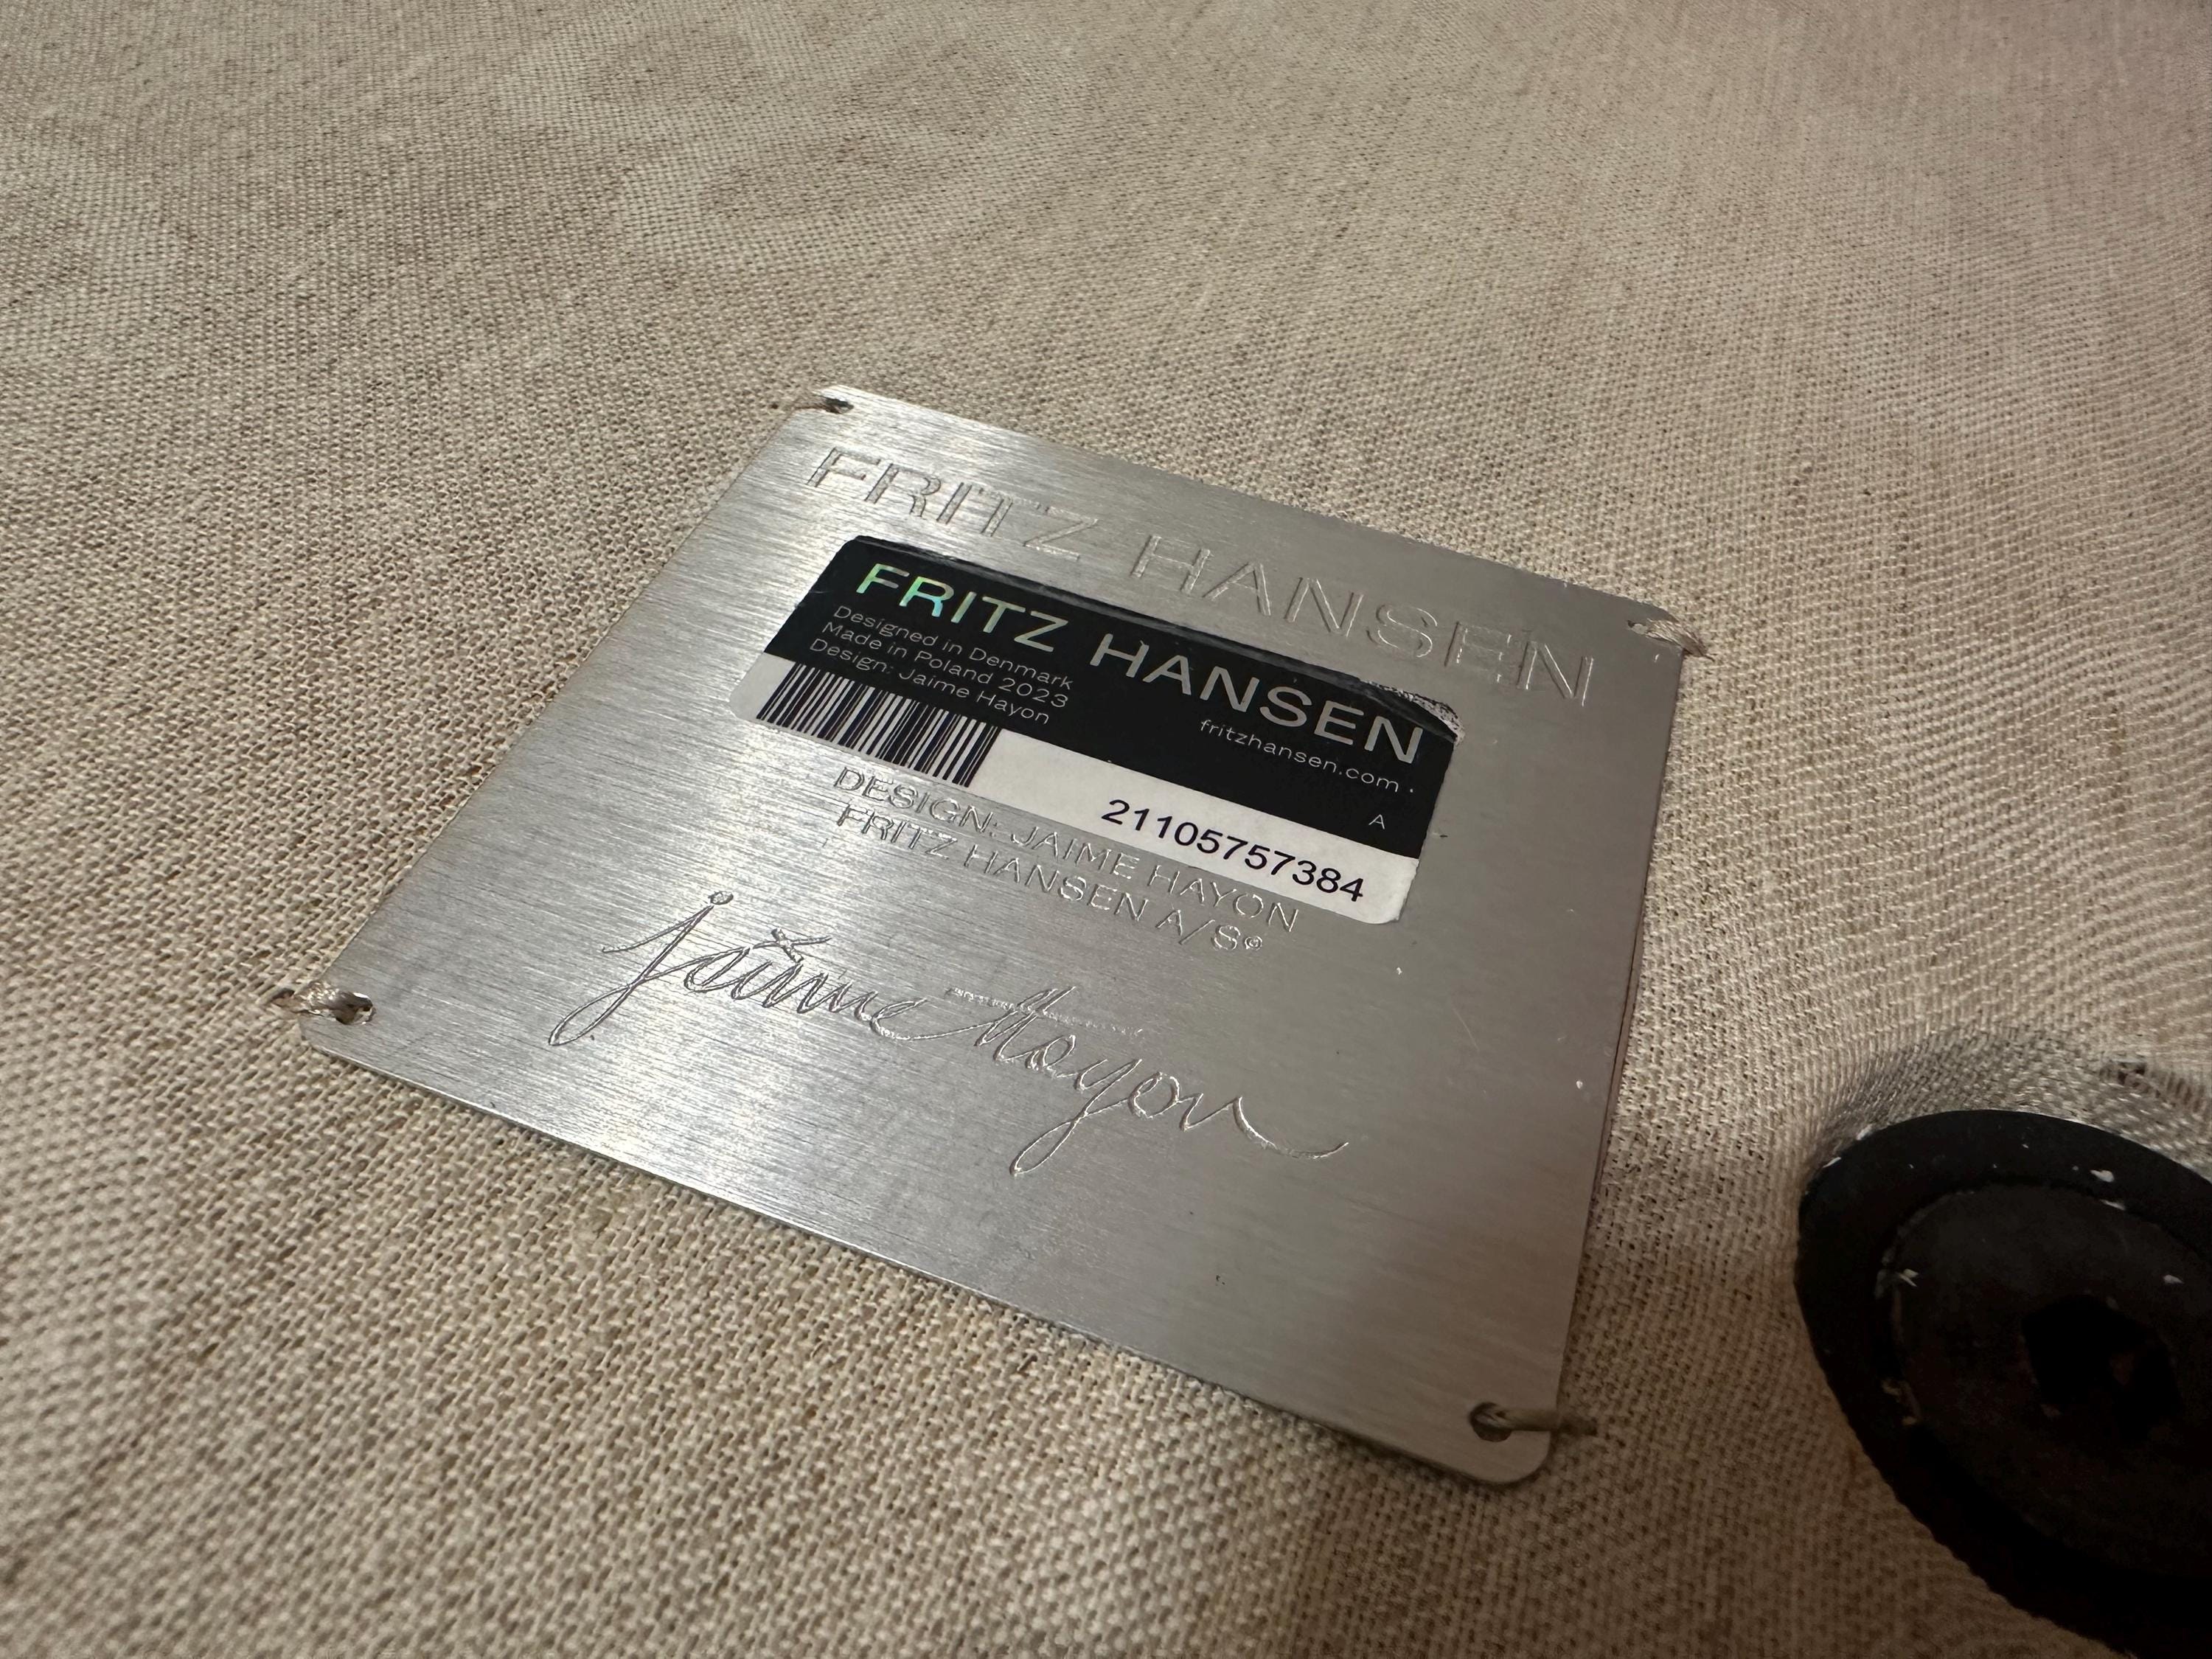 FRITZ HANSEN
FRITZ HANSEN
Designed in Denmark
Made in Poland 2023
Design: Jaime Hayon
fritzhansen.com
A
21105757384
DESIGN: JAIME HAYON
FRITZ HANSEN A/S©
jaime Hayon